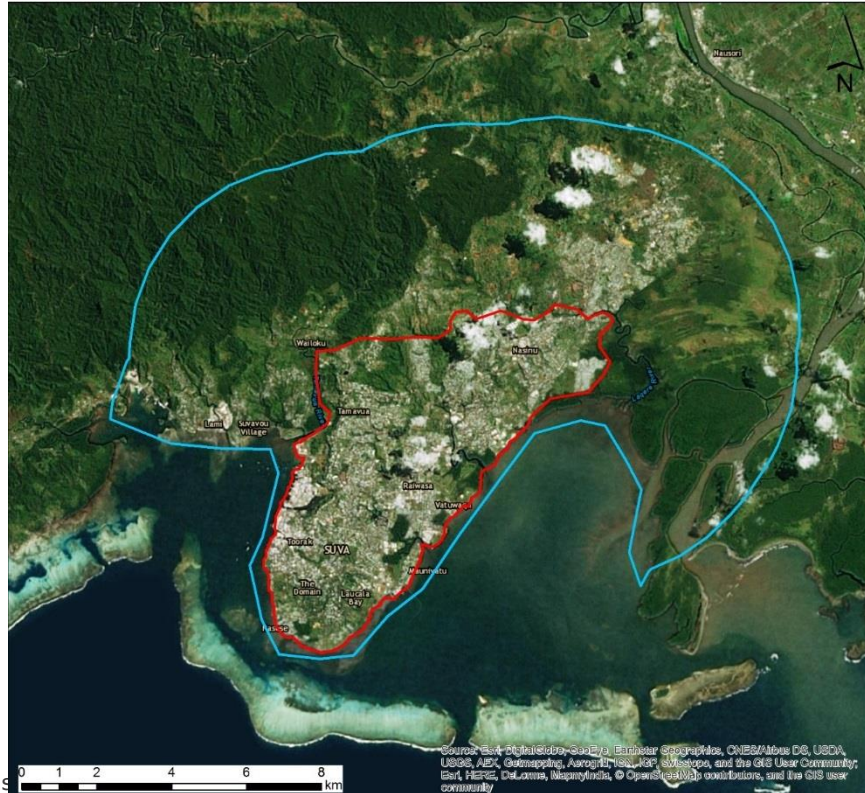 Nausori
N
Wailoku
Nasinu
Tamavua
Lami
Suvavou
Village
Raiwasa
Vatuwaqa
Toorak
SUVA
Maunivatu
The
Domain
Laucala
Bay
Source: Esri, DigitalGlobe, GeoEye, Earthstar Geographics, CNES/Airbus DS, USDA,
USGS, AEX, Getmapping, Aerogrid, IGN, IGP, swisstopo, and the GIS User Community;
Esri, HERE, DeLorme, MapmyIndia, © OpenStreetMap contributors, and the GIS user
community
0 1 2 4 6 8
km
S